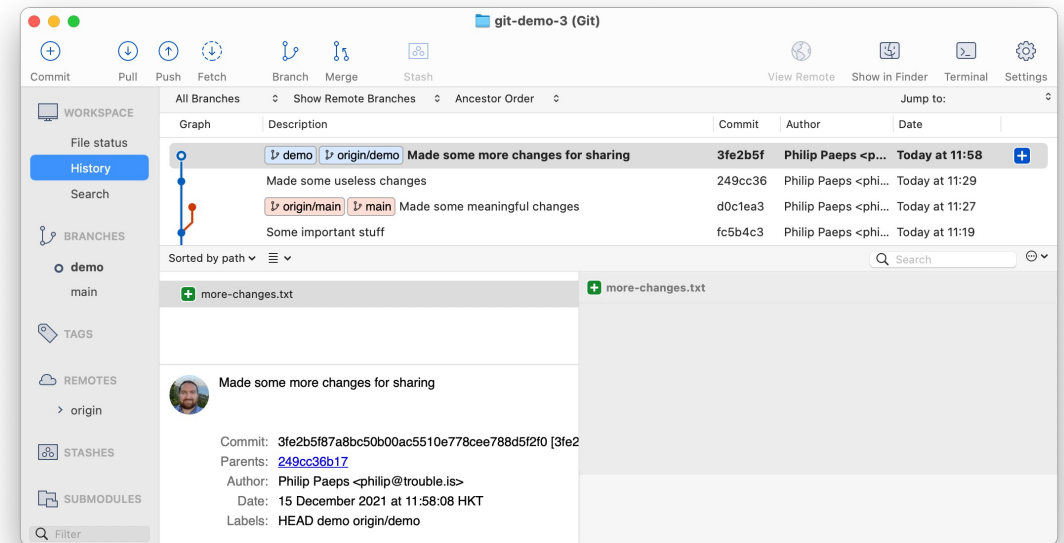 git-demo-3 (Git)
Commit Pull Push Fetch Branch Merge Stash View Remote Show in Finder Terminal Settings
WORKSPACE
File status
History
Search
BRANCHES
demo
main
TAGS
REMOTES
origin
STASHES
SUBMODULES
Filter
All Branches Show Remote Branches Ancestor Order Jump to:
Graph Description Commit Author Date
demo origin/demo Made some more changes for sharing 3fe2b5f Philip Paeps <p... Today at 11:58
Made some useless changes 249cc36 Philip Paeps <phi... Today at 11:29
origin/main main Made some meaningful changes d0c1ea3 Philip Paeps <phi... Today at 11:27
Some important stuff fc5b4c3 Philip Paeps <phi... Today at 11:19
Sorted by path Search
more-changes.txt
more-changes.txt
Made some more changes for sharing
Commit: 3fe2b5f87a8bc50b00ac5510e778cee788d5f2f0 [3fe2
Parents: 249cc36b17
Author: Philip Paeps <philip@trouble.is>
Date: 15 December 2021 at 11:58:08 HKT
Labels: HEAD demo origin/demo